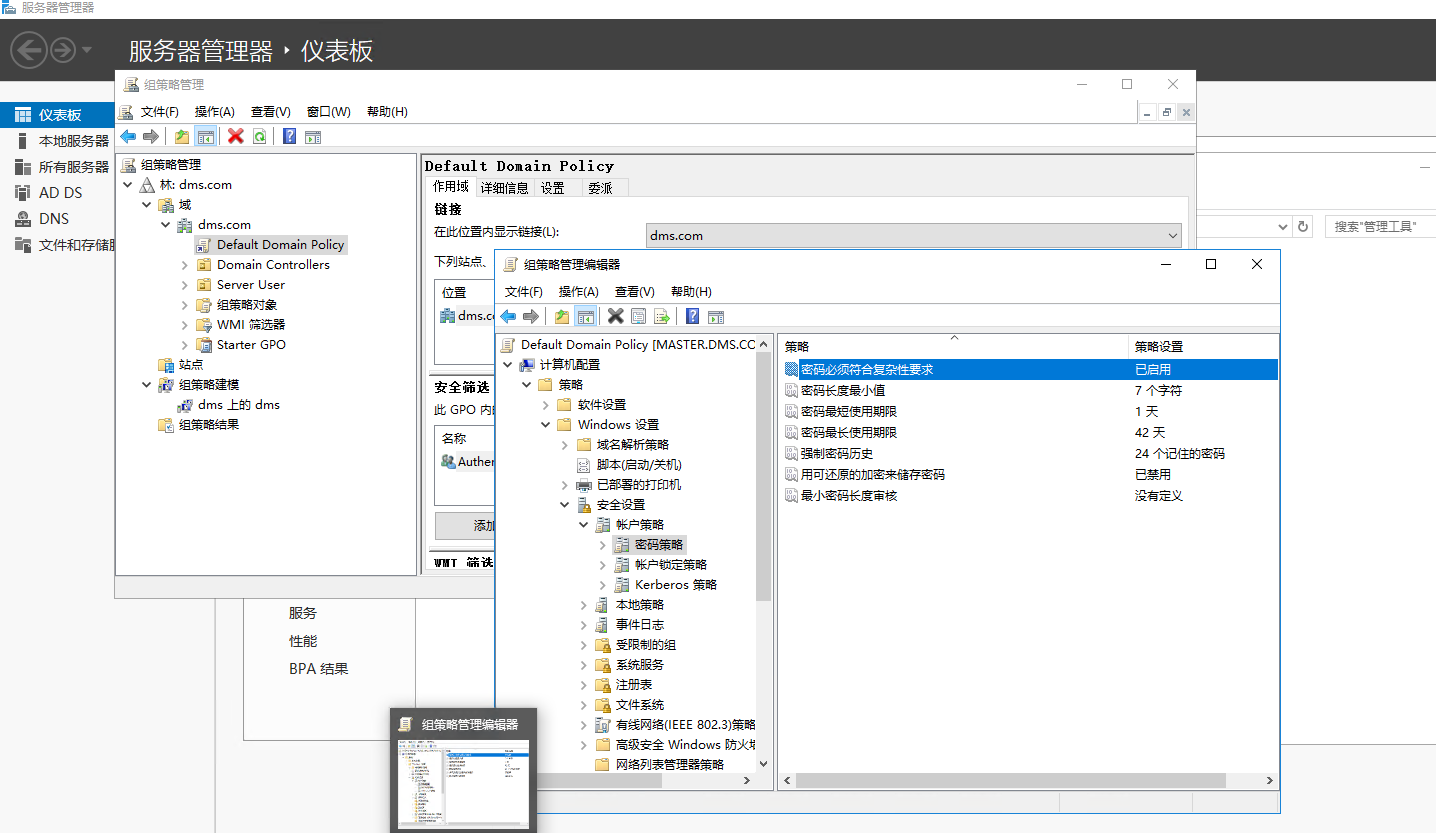 服务器管理器
服务器管理器 · 仪表板
仪表板
本地服务器
所有服务器
AD DS
DNS
文件和存储服
组策略管理
文件(F) 操作(A) 查看(V) 窗口(W) 帮助(H)
组策略管理
林: dms.com
域
dms.com
Default Domain Policy
Domain Controllers
Server User
组策略对象
WMI 筛选器
Starter GPO
站点
组策略建模
dms 上的 dms
组策略结果
Default Domain Policy
作用域 详细信息 设置 委派
链接
在此位置内显示链接(L): dms.com
下列站点、
位置
dms.co
安全筛选
此 GPO 内
名称
Authen
添加
WMI 筛选
搜索"管理工具"
组策略管理编辑器
文件(F) 操作(A) 查看(V) 帮助(H)
Default Domain Policy [MASTER.DMS.CO
计算机配置
策略
软件设置
Windows 设置
域名解析策略
脚本(启动/关机)
已部署的打印机
安全设置
帐户策略
密码策略
帐户锁定策略
Kerberos 策略
本地策略
事件日志
受限制的组
系统服务
注册表
文件系统
有线网络(IEEE 802.3)策略
高级安全 Windows 防火墙
网络列表管理器策略
策略 策略设置
密码必须符合复杂性要求 已启用
密码长度最小值 7 个字符
密码最短使用期限 1 天
密码最长使用期限 42 天
强制密码历史 24 个记住的密码
用可还原的加密来储存密码 已禁用
最小密码长度审核 没有定义
服务
性能
BPA 结果
组策略管理编辑器